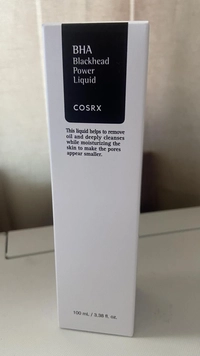 BHA
Blackhead
Power
Liquid
COSRX
This liquid helps to remove
oil and deeply cleanses
while moisturizing the
skin to make the pores
appear smaller.
100 mL / 3.38 fl. oz.